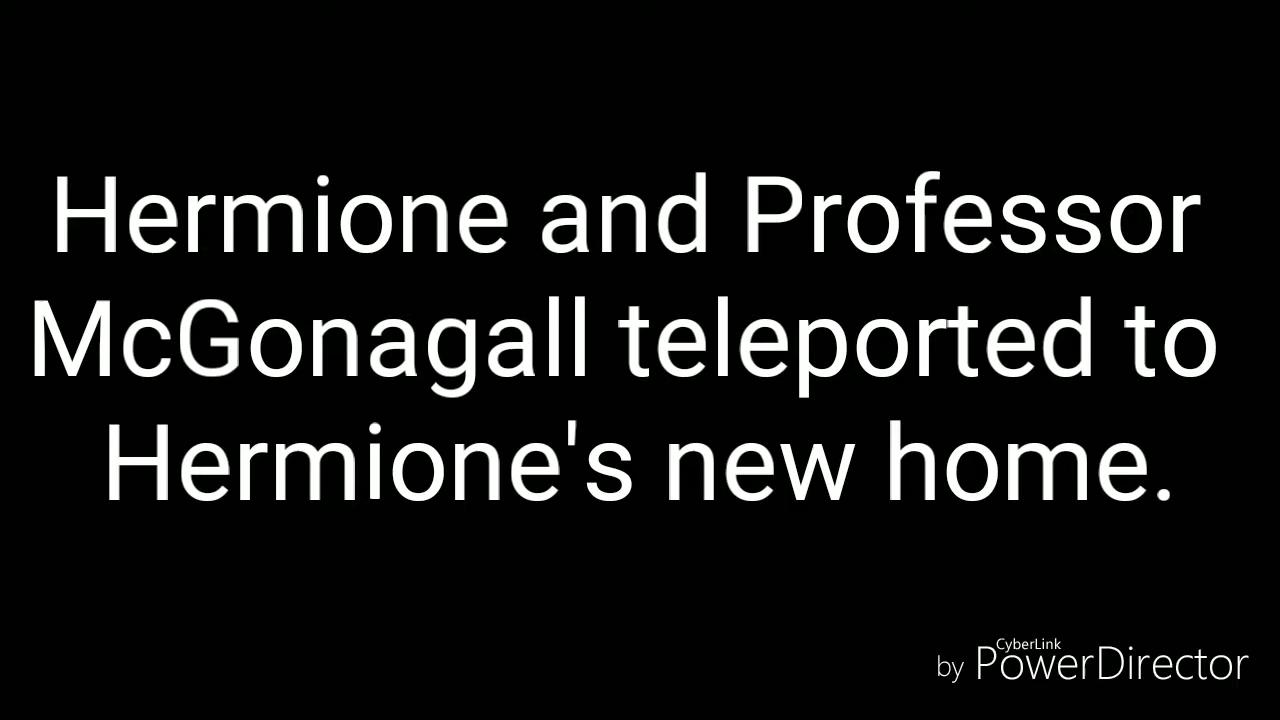 Hermione and Professor
McGonagall teleported to
Hermione's new home.
CyberLink
by PowerDirector